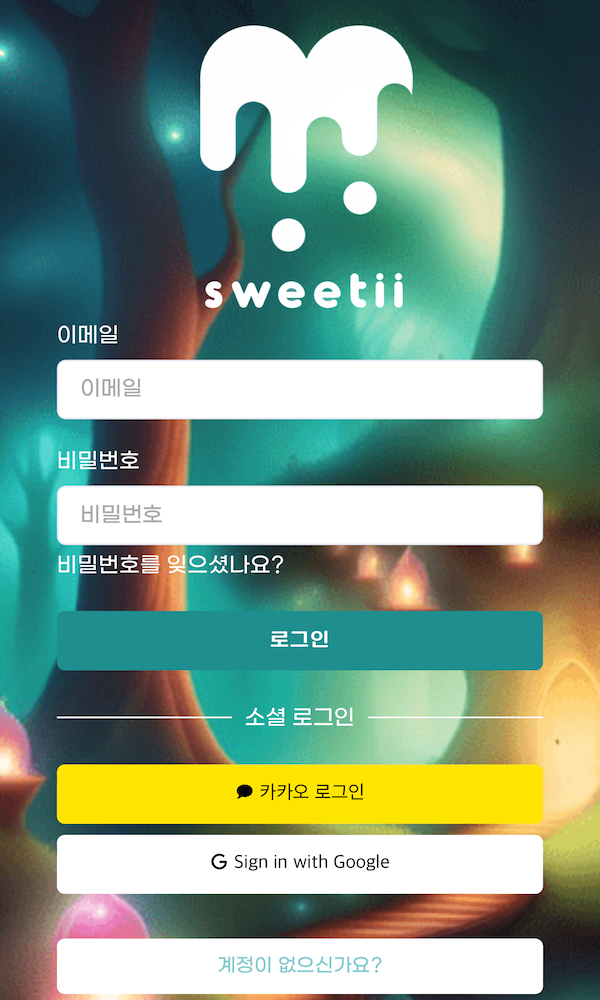 sweetii
이메일
이메일
비밀번호
비밀번호
비밀번호를 잊으셨나요?
로그인
소셜 로그인
카카오 로그인
G Sign in with Google
계정이 없으신가요?